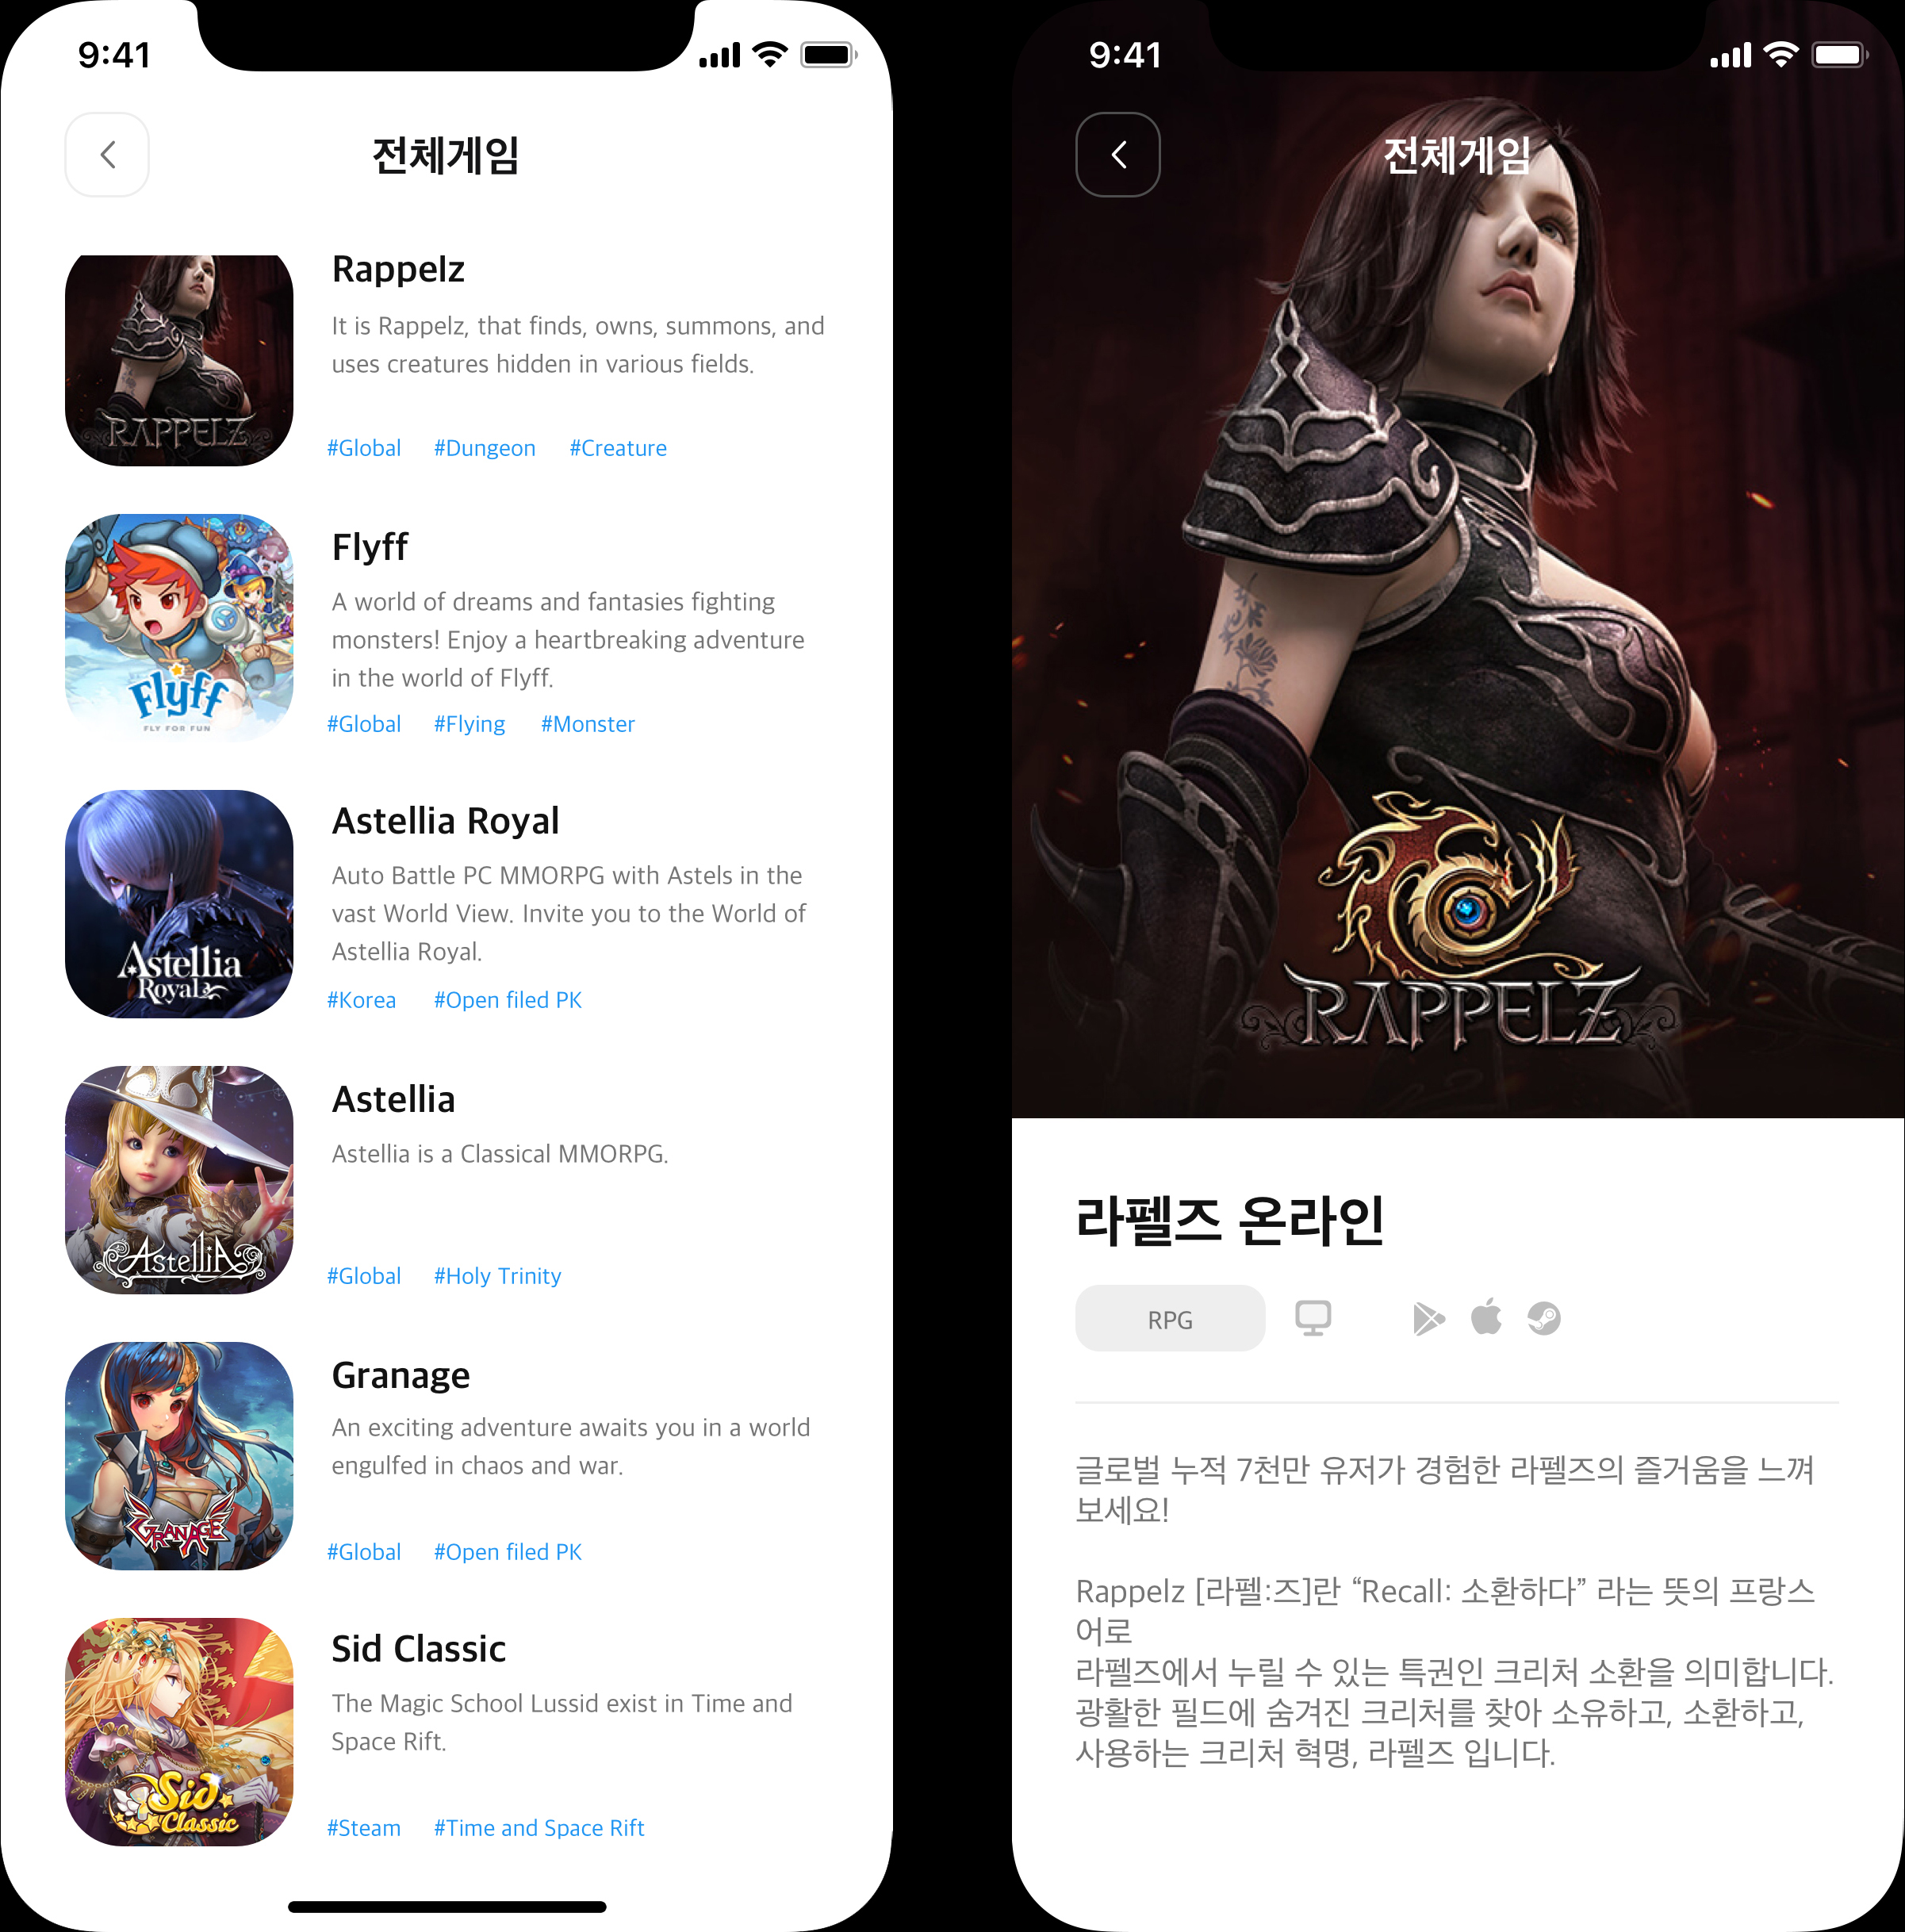 9:41
전체게임
RAPPELZ
Rappelz
It is Rappelz, that finds, owns, summons, and
uses creatures hidden in various fields.
#Global #Dungeon #Creature
Flyff
FLY FOR FUN
Flyff
A world of dreams and fantasies fighting
monsters! Enjoy a heartbreaking adventure
in the world of Flyff.
#Global #Flying #Monster
Astellia
Royal
Astellia Royal
Auto Battle PC MMORPG with Astels in the
vast World View. Invite you to the World of
Astellia Royal.
#Korea #Open filed PK
AstelliA
Astellia
Astellia is a Classical MMORPG.
#Global #Holy Trinity
GRANAGE
Granage
An exciting adventure awaits you in a world
engulfed in chaos and war.
#Global #Open filed PK
Sid
Classic
Sid Classic
The Magic School Lussid exist in Time and
Space Rift.
#Steam #Time and Space Rift
9:41
전체게임
RAPPELZ
라펠즈 온라인
RPG
글로벌 누적 7천만 유저가 경험한 라펠즈의 즐거움을 느껴
보세요!
Rappelz [라펠:즈]란 “Recall: 소환하다” 라는 뜻의 프랑스
어로
라펠즈에서 누릴 수 있는 특권인 크리처 소환을 의미합니다.
광활한 필드에 숨겨진 크리처를 찾아 소유하고, 소환하고,
사용하는 크리처 혁명, 라펠즈 입니다.